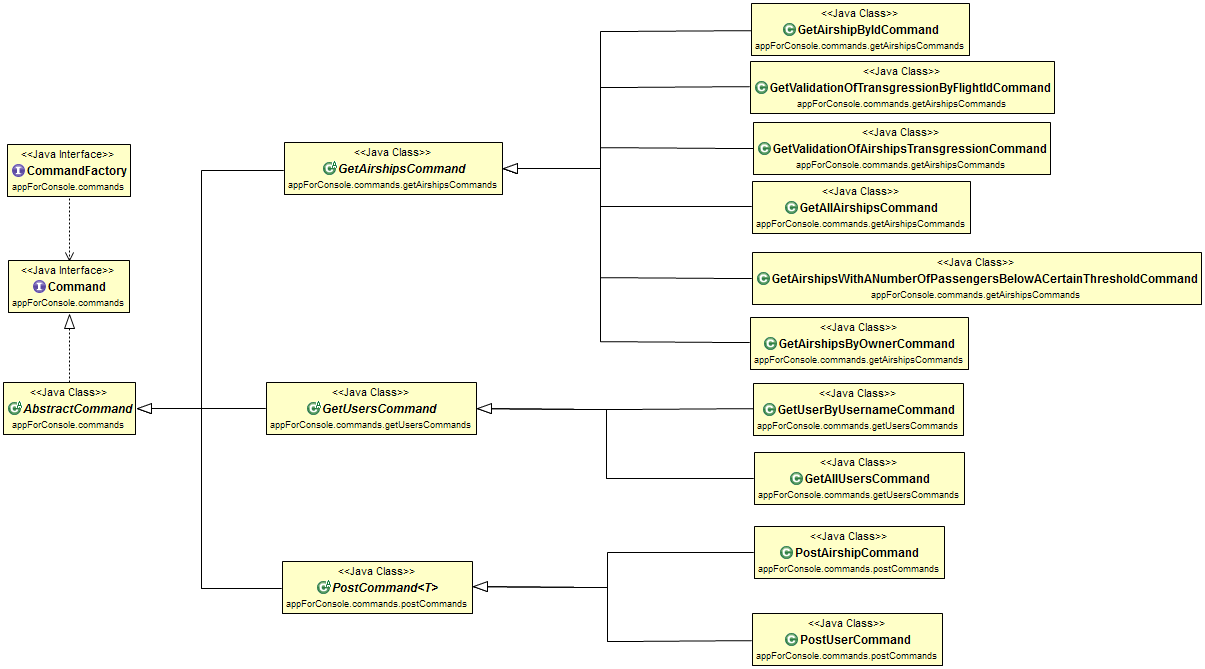 <<Java Interface>>
CommandFactory
appForConsole.commands
<<Java Interface>>
Command
appForConsole.commands
<<Java Class>>
AbstractCommand
appForConsole.commands
<<Java Class>>
GetAirshipsCommand
appForConsole.commands.getAirshipsCommands
<<Java Class>>
GetUsersCommand
appForConsole.commands.getUsersCommands
<<Java Class>>
PostCommand<T>
appForConsole.commands.postCommands
<<Java Class>>
GetAirshipByIdCommand
appForConsole.commands.getAirshipsCommands
<<Java Class>>
GetValidationOfTransgressionByFlightIdCommand
appForConsole.commands.getAirshipsCommands
<<Java Class>>
GetValidationOfAirshipsTransgressionCommand
appForConsole.commands.getAirshipsCommands
<<Java Class>>
GetAllAirshipsCommand
appForConsole.commands.getAirshipsCommands
<<Java Class>>
GetAirshipsWithANumberOfPassengersBelowACertainThresholdCommand
appForConsole.commands.getAirshipsCommands
<<Java Class>>
GetAirshipsByOwnerCommand
appForConsole.commands.getAirshipsCommands
<<Java Class>>
GetUserByUsernameCommand
appForConsole.commands.getUsersCommands
<<Java Class>>
GetAllUsersCommand
appForConsole.commands.getUsersCommands
<<Java Class>>
PostAirshipCommand
appForConsole.commands.postCommands
<<Java Class>>
PostUserCommand
appForConsole.commands.postCommands